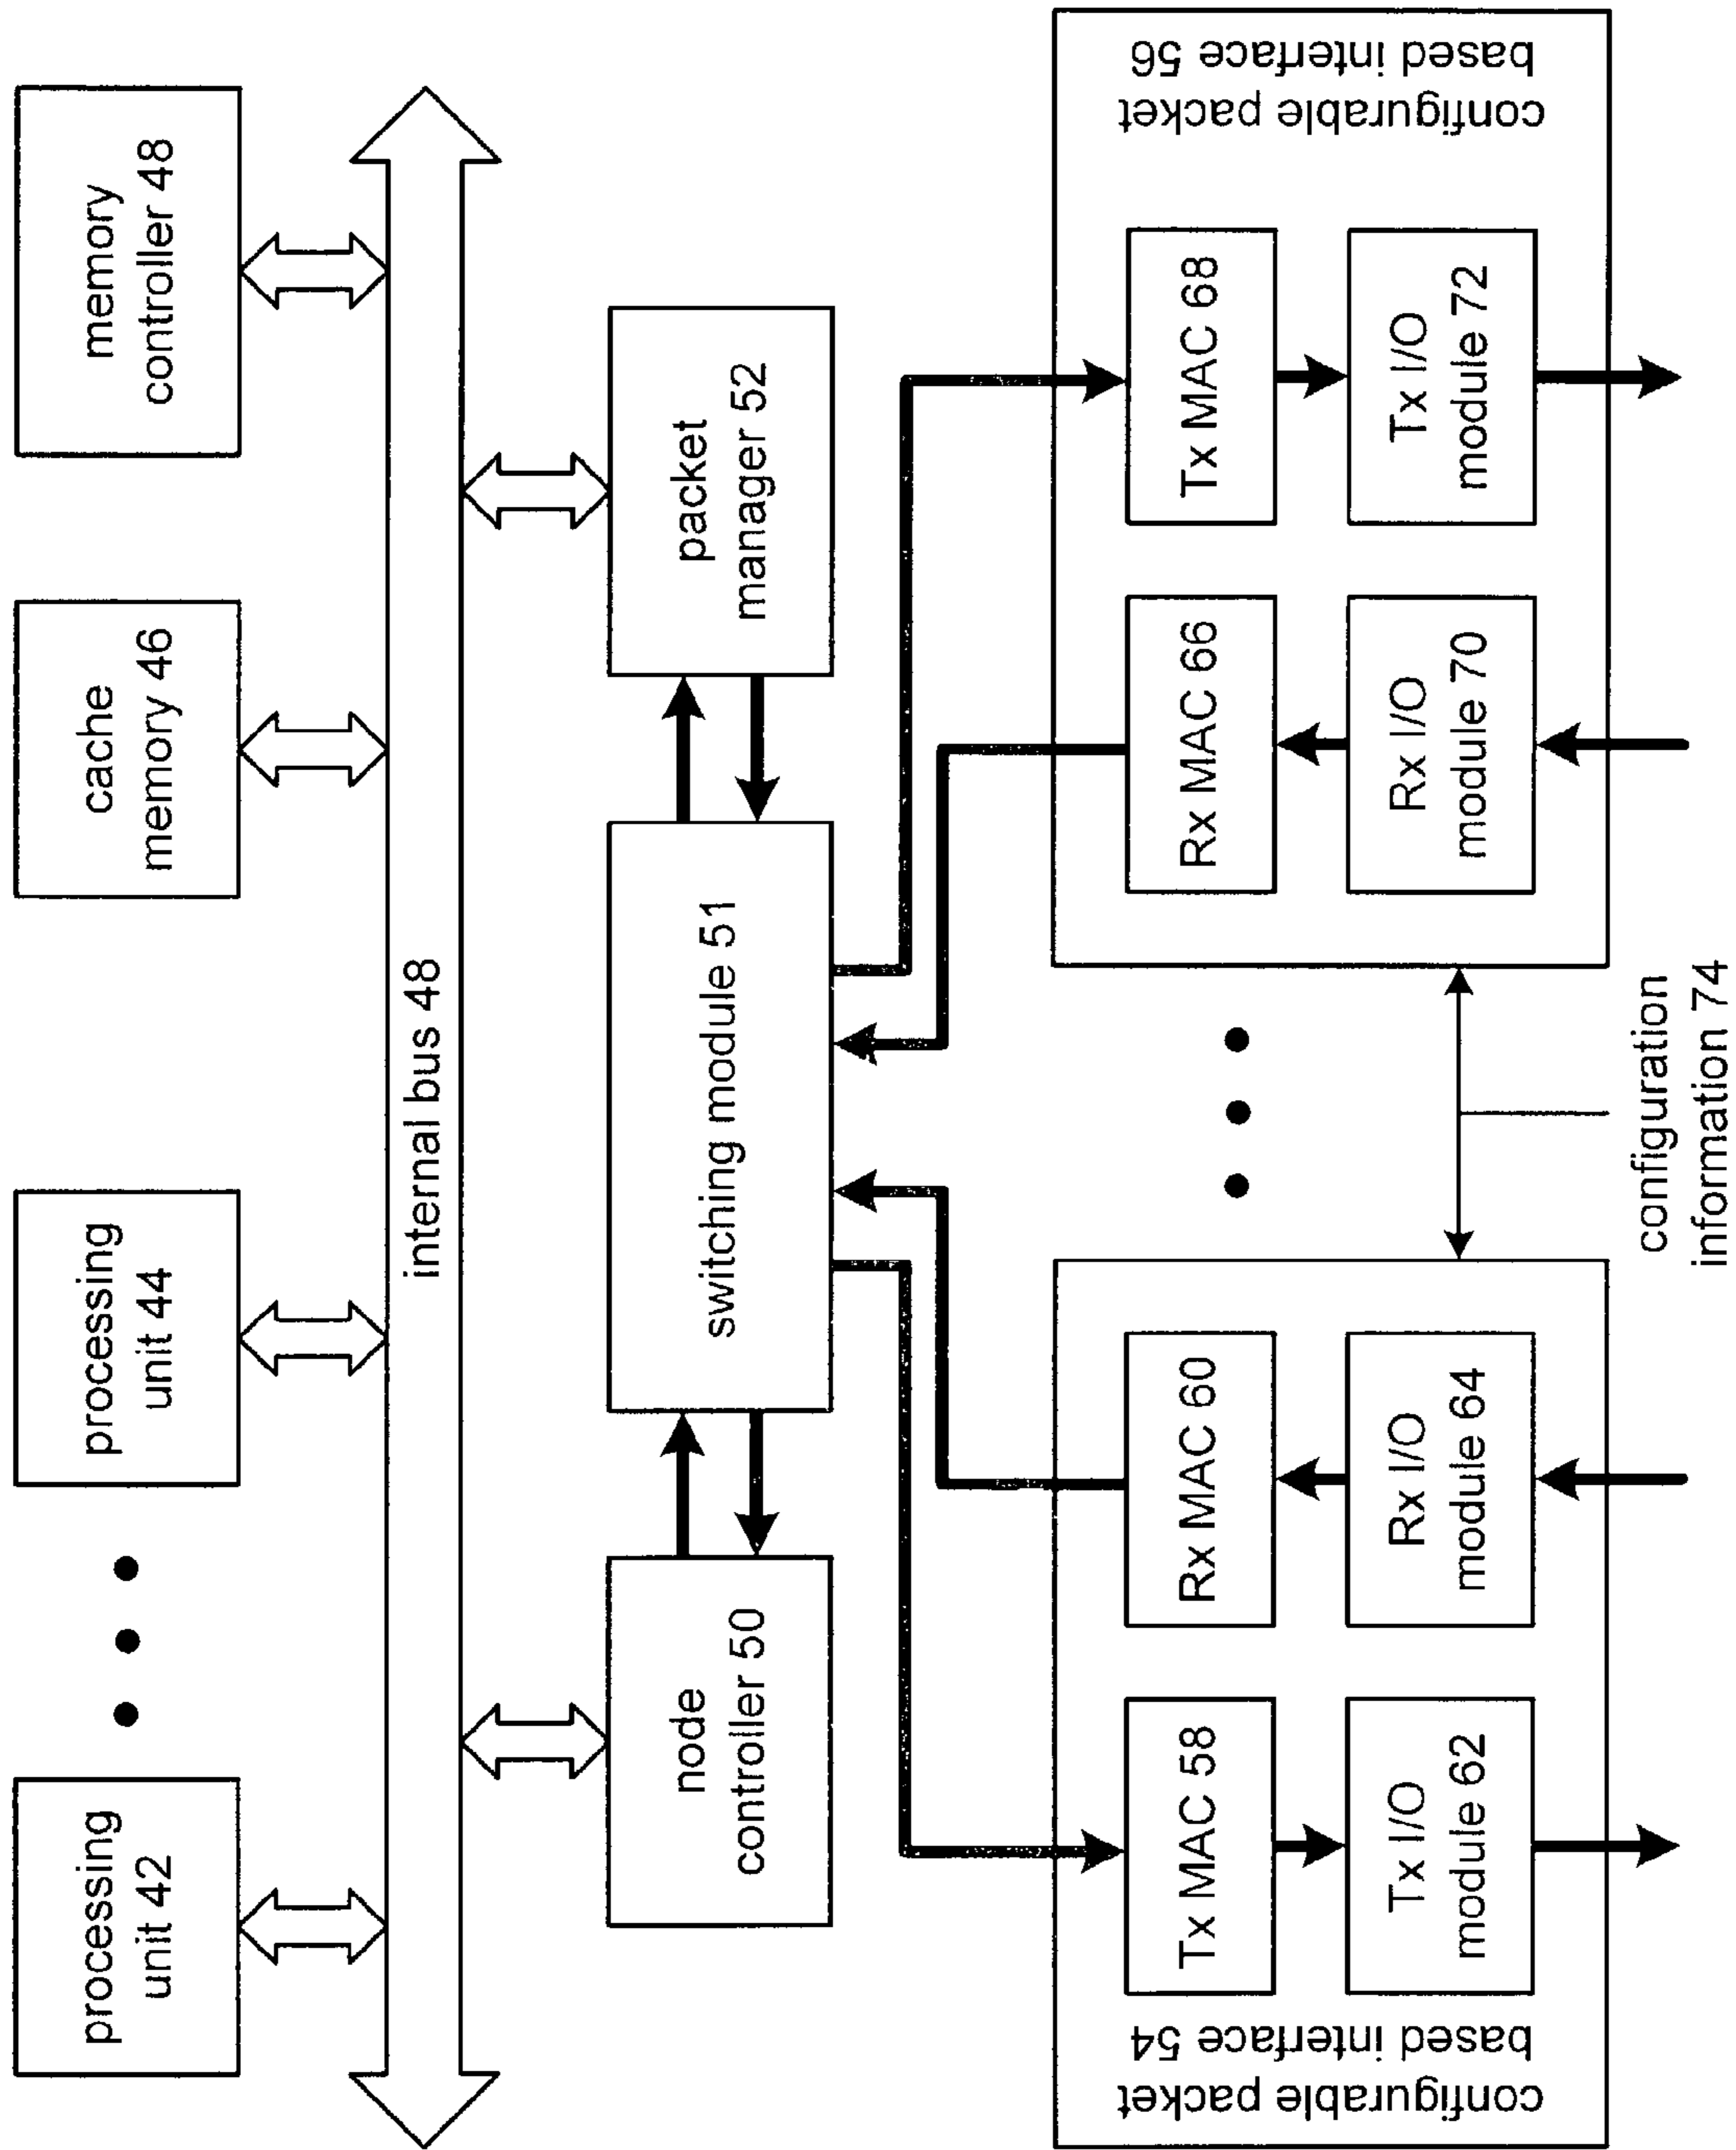 processing
unit 42
processing
unit 44
cache
memory 46
memory
controller 48
internal bus 48
node
controller 50
switching module 51
packet
manager 52
configurable packet
based interface 54
Tx MAC 58
Rx MAC 60
Tx I/O
module 62
Rx I/O
module 64
configurable packet
based interface 56
Rx MAC 66
Tx MAC 68
Rx I/O
module 70
Tx I/O
module 72
configuration
information 74